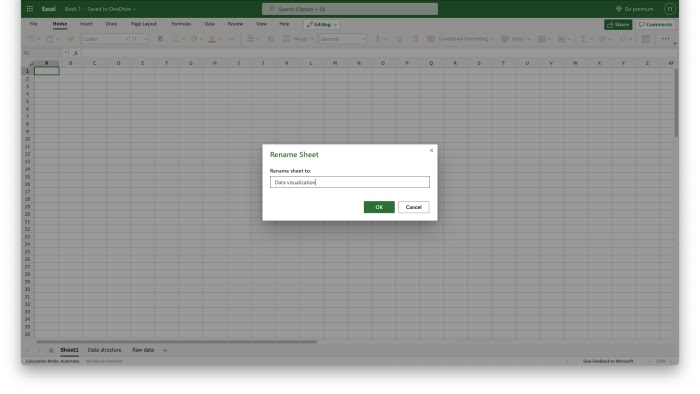 Excel Book 1 - Saved to OneDrive
Search (Option + Q)
Go premium TT
File Home Insert Draw Page Layout Formulas Data Review View Help Editing
Share Comments
Calibri 11 B A Merge General $ Conditional Formatting Styles
A1 fx
A B C D E F G H I J K L M N O P Q R S T U V W X Y Z
1
2
3
4
5
6
7
8
9
10
11
12
13
14
15
16
17
18
19
20
21
22
23
24
25
26
27
28
29
30
31
32
33
34
35
36
Rename Sheet
Rename sheet to:
Data visualization
OK Cancel
Sheet1 Data structure Raw data +
Calculation Mode: Automatic Workbook Statistics
Give Feedback to Microsoft 100%